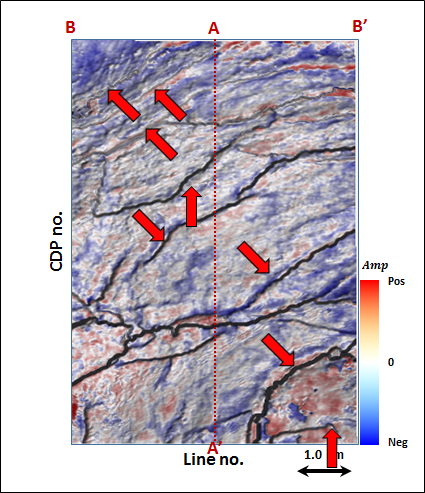 B
A
B'
CDP no.
Amp
Pos
0
Neg
A'
Line no.
1.0